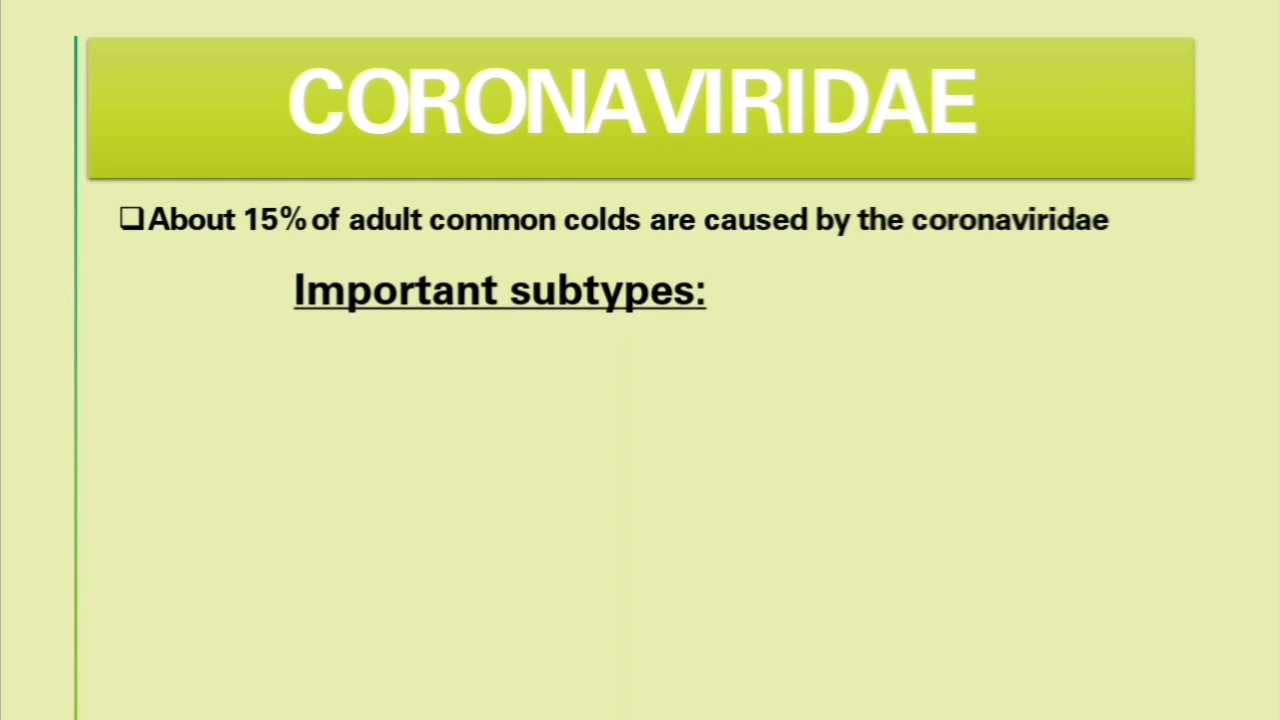 CORONAVIRIDAE
❑About 15% of adult common colds are caused by the coronaviridae
Important subtypes: